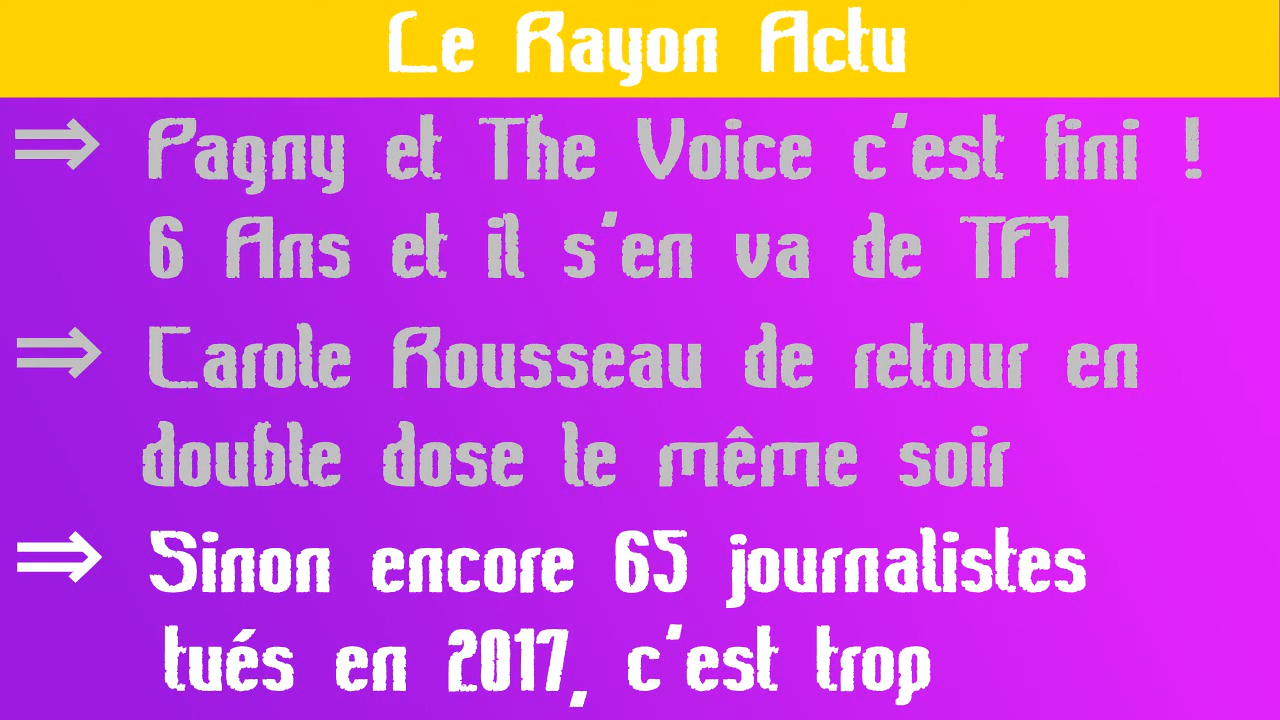 Le Rayon Actu
⇒ Pagny et The Voice c'est fini !
6 Ans et il s'en va de TF1
⇒ Carole Rousseau de retour en
double dose le même soir
⇒ Sinon encore 65 journalistes
tués en 2017, c'est trop